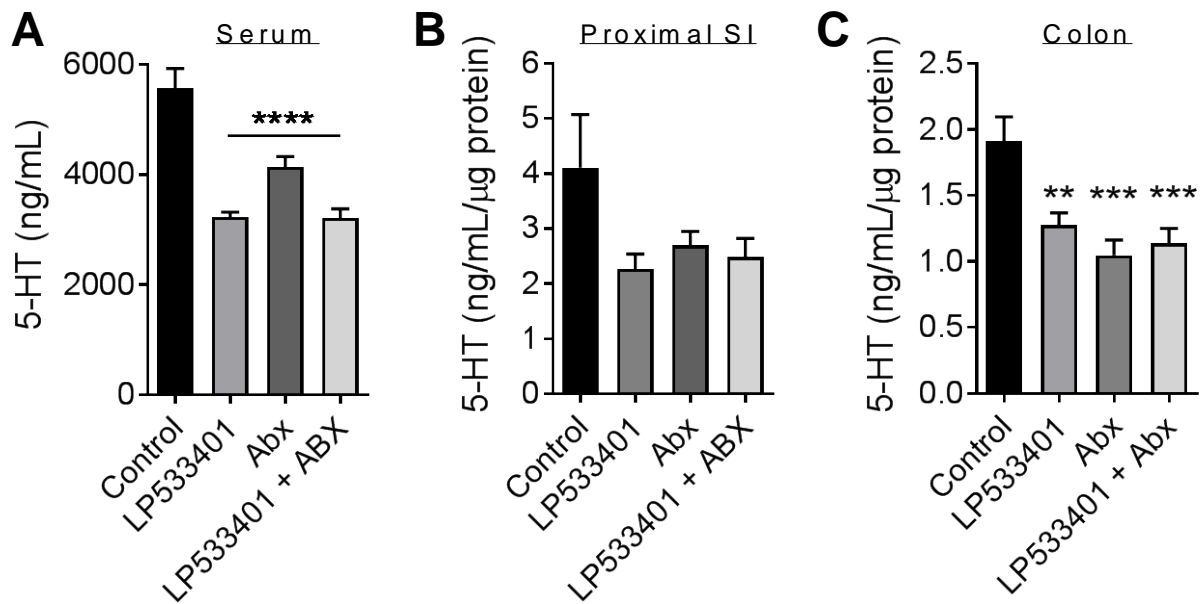 A
Serum
5-HT (ng/mL)
6000
4000
2000
0
****
Control
LP533401
Abx
LP533401 + ABX
B
Proximal SI
5-HT (ng/mL/μg protein)
6
5
4
3
2
1
0
Control
LP533401
Abx
LP533401 + ABX
C
Colon
5-HT (ng/mL/μg protein)
2.5
2.0
1.5
1.0
0.5
0.0
** *** ***
Control
LP533401
Abx
LP533401 + Abx